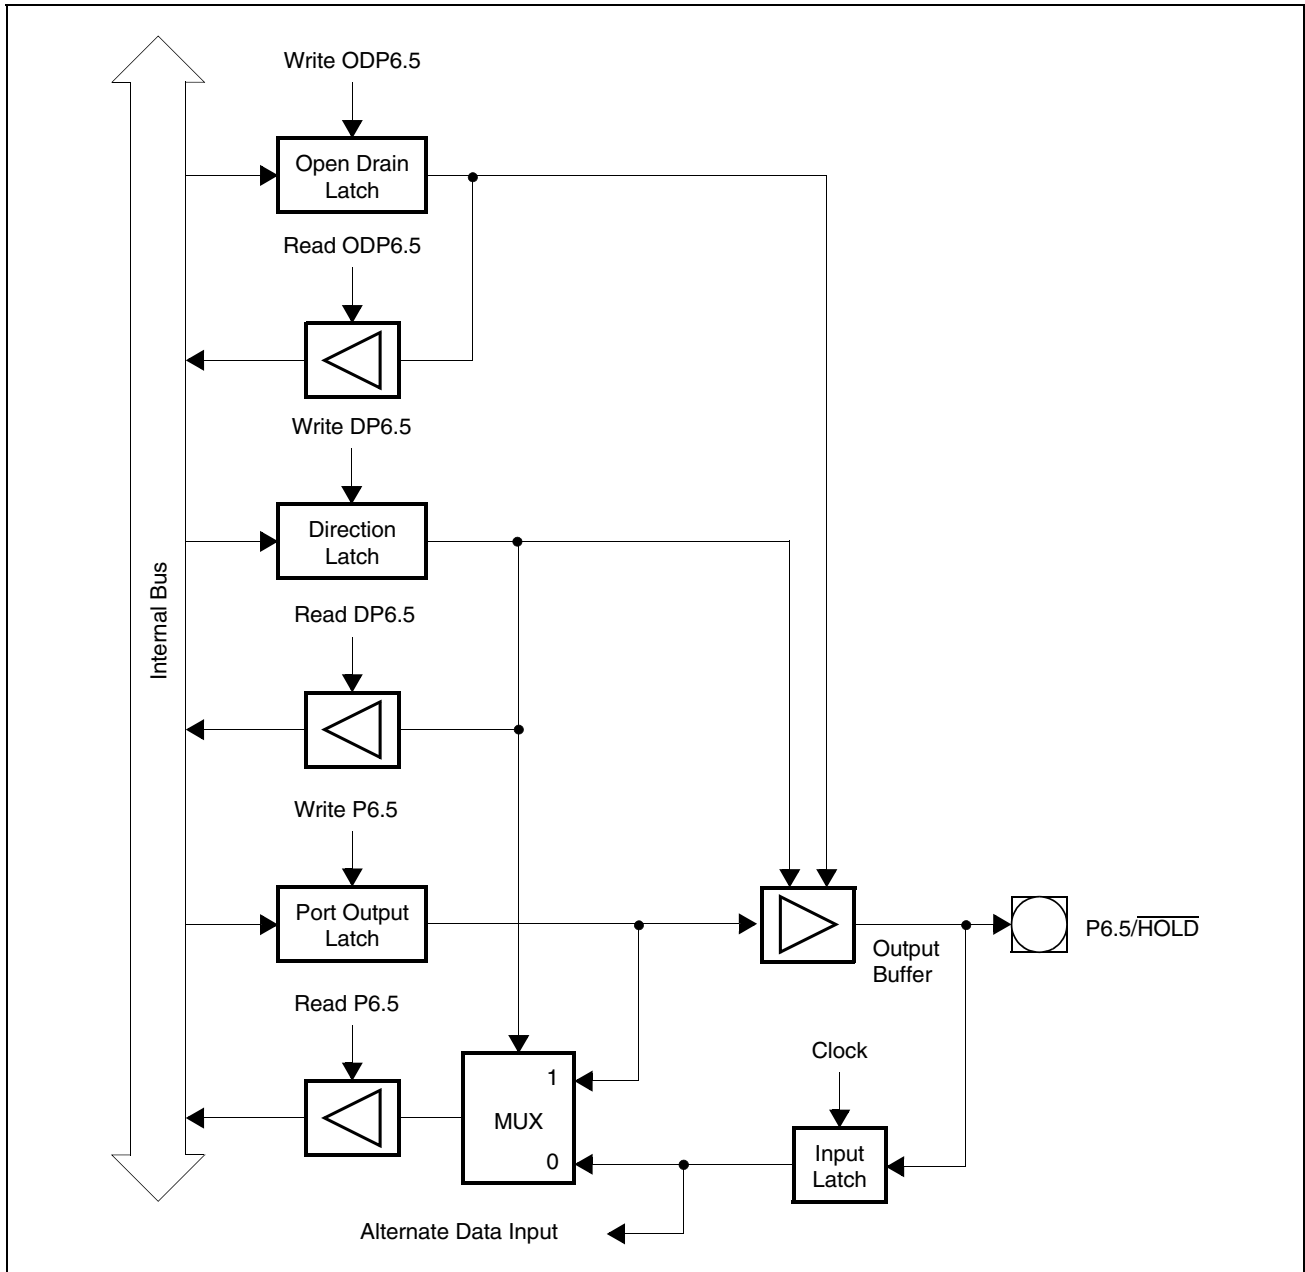 Write ODP6.5
Open Drain
Latch
Read ODP6.5
Write DP6.5
Direction
Latch
Internal Bus
Read DP6.5
Write P6.5
Port Output
Latch
P6.5/HOLD
Output
Buffer
Read P6.5
Clock
1
MUX
0
Input
Latch
Alternate Data Input